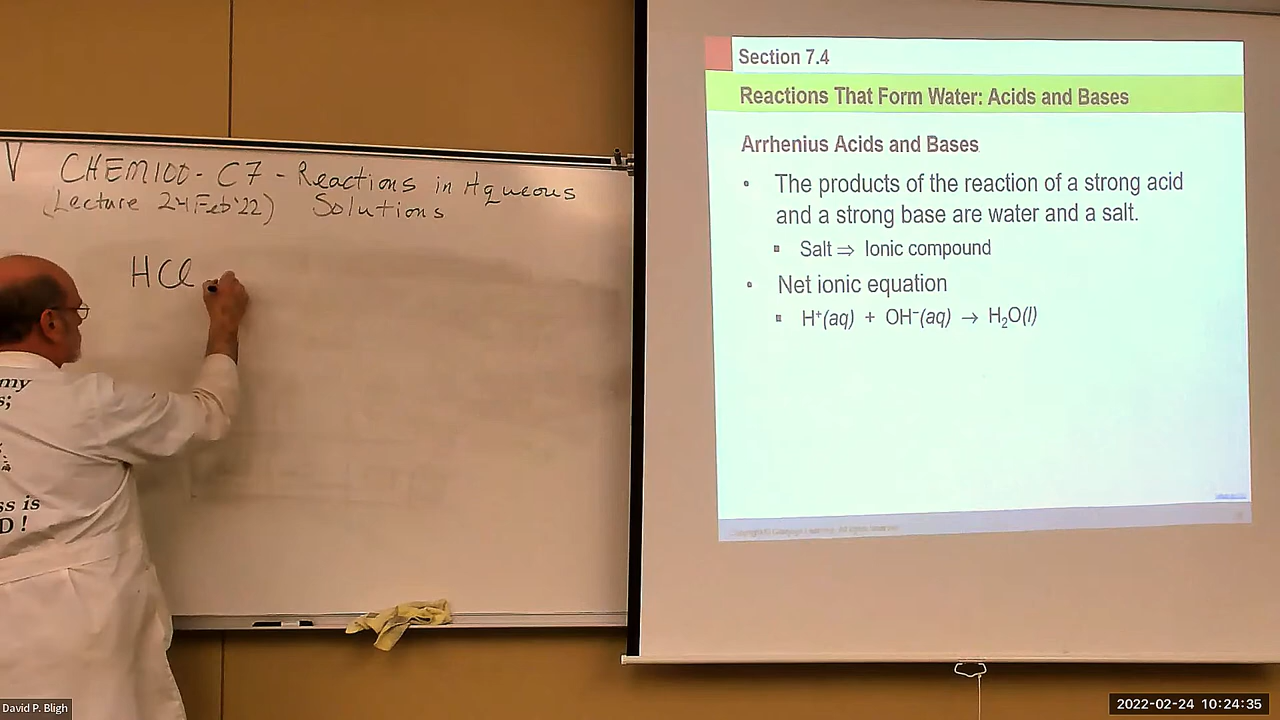 V CHEM100 - C7 - Reactions in Aqueous
(Lecture 24Feb'22) Solutions
HCl
my
s;
ss is
D!
Section 7.4
Reactions That Form Water: Acids and Bases
Arrhenius Acids and Bases
• The products of the reaction of a strong acid
and a strong base are water and a salt.
▪ Salt ⇒ Ionic compound
• Net ionic equation
▪ H⁺(aq) + OH⁻(aq) → H₂O(l)
David P. Bligh
2022-02-24 10:24:35